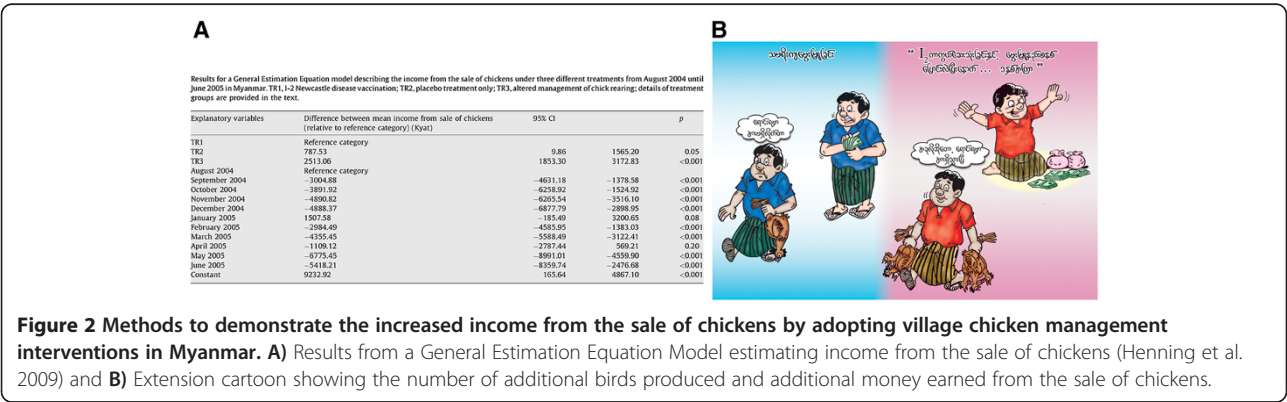 A
Results for a General Estimation Equation model describing the income from the sale of chickens under three different treatments from August 2004 until
June 2005 in Myanmar. TR1, I-2 Newcastle disease vaccination; TR2, placebo treatment only; TR3, altered management of chick rearing; details of treatment
groups are provided in the text.
Explanatory variables Difference between mean income from sale of chickens 95% CI p
(relative to reference category) (Kyat)
TR1 Reference category
TR2 787.53 9.86 1565.20 0.05
TR3 2513.06 1853.30 3172.83 <0.001
August 2004 Reference category
September 2004 −3004.88 −4631.18 −1378.58 <0.001
October 2004 −3891.92 −6258.92 −1524.92 <0.001
November 2004 −4890.82 −6265.54 −3516.10 <0.001
December 2004 −4888.37 −6877.79 −2898.95 <0.001
January 2005 1507.58 −185.49 3200.65 0.08
February 2005 −2984.49 −4585.95 −1383.03 <0.001
March 2005 −4355.45 −5588.49 −3122.41 <0.001
April 2005 −1109.12 −2787.44 569.21 0.20
May 2005 −6775.45 −8991.01 −4559.90 <0.001
June 2005 −5418.21 −8359.74 −2476.68 <0.001
Constant 9232.92 165.64 4867.10 <0.001
B
Figure 2 Methods to demonstrate the increased income from the sale of chickens by adopting village chicken management
interventions in Myanmar. A) Results from a General Estimation Equation Model estimating income from the sale of chickens (Henning et al.
2009) and B) Extension cartoon showing the number of additional birds produced and additional money earned from the sale of chickens.